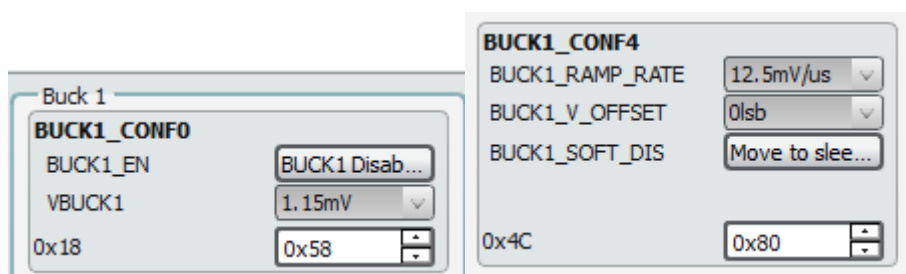 Buck 1
BUCK1_CONF0
BUCK1_EN BUCK1 Disab...
VBUCK1 1.15mV
0x18 0x58
BUCK1_CONF4
BUCK1_RAMP_RATE 12.5mV/us
BUCK1_V_OFFSET 0lsb
BUCK1_SOFT_DIS Move to slee...
0x4C 0x80